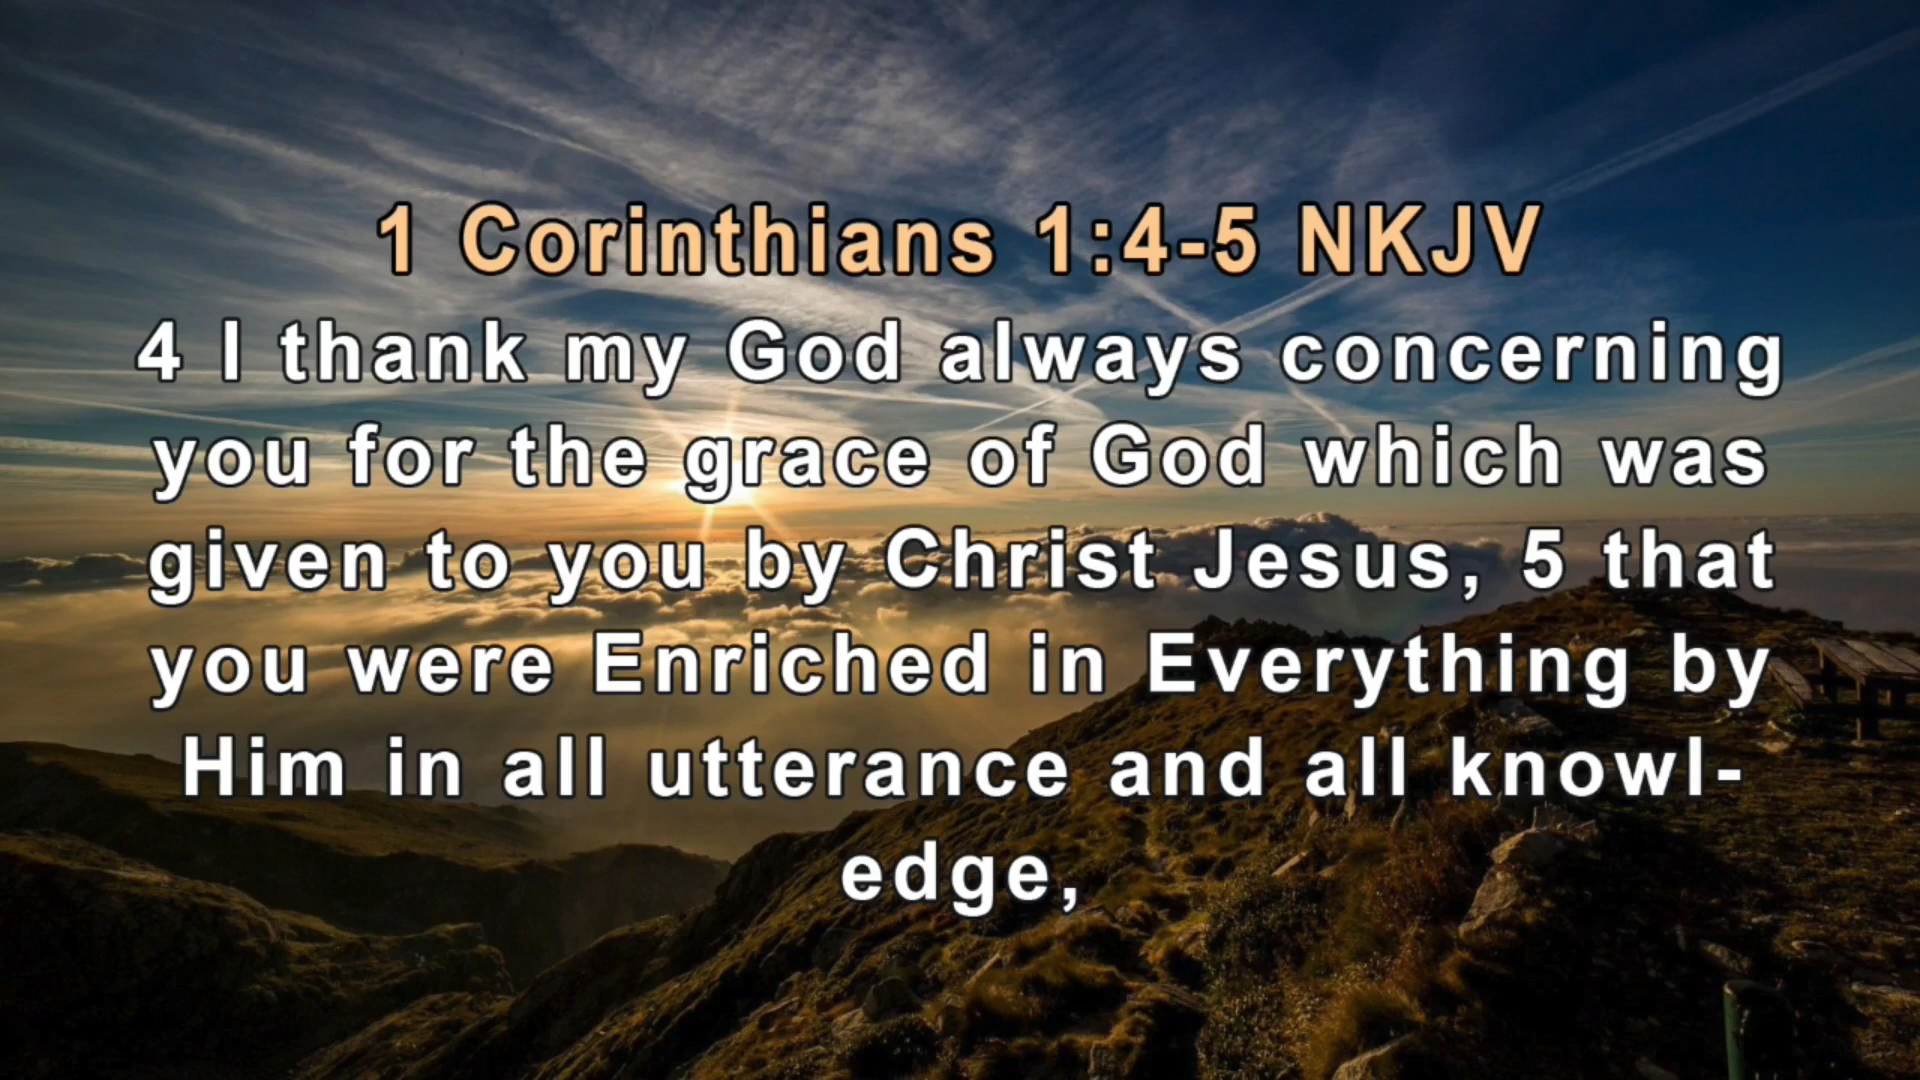 1 Corinthians 1:4-5 NKJV
4 I thank my God always concerning
you for the grace of God which was
given to you by Christ Jesus, 5 that
you were Enriched in Everything by
Him in all utterance and all knowl-
edge,